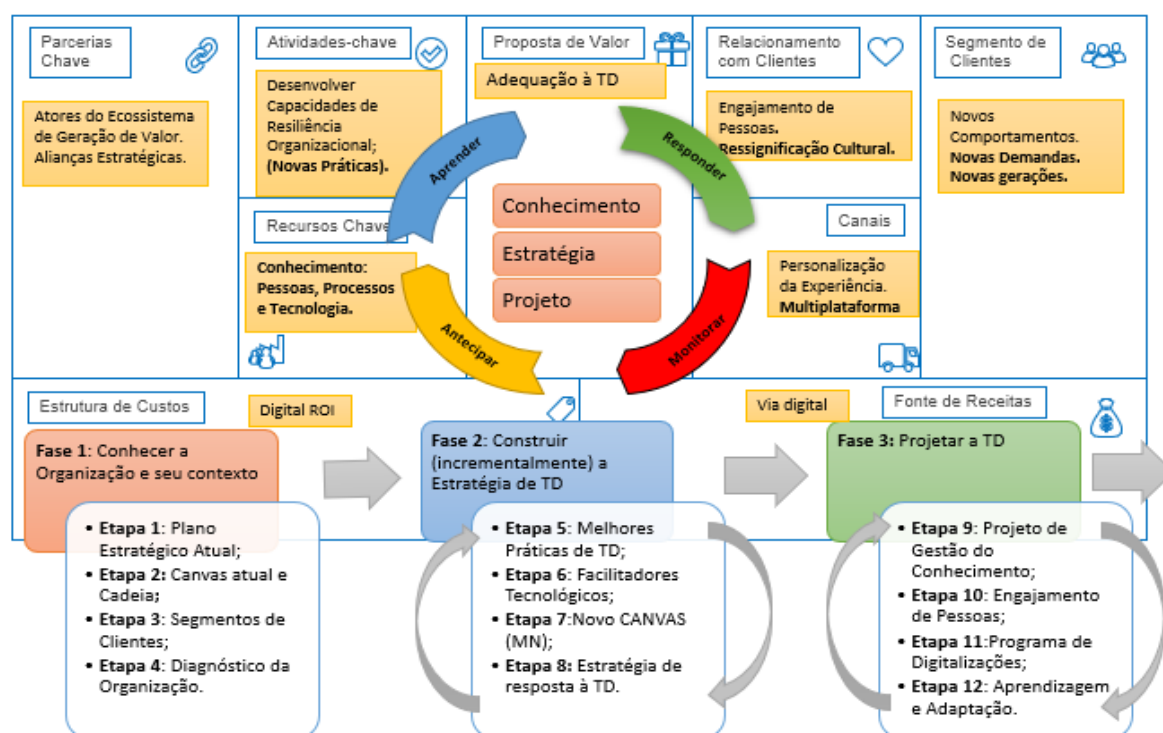 Parcerias
Chave
Atores do Ecossistema
de Geração de Valor.
Alianças Estratégicas.
Atividades-chave
Desenvolver
Capacidades de
Resiliência
Organizacional;
(Novas Práticas).
Recursos Chave
Conhecimento:
Pessoas, Processos
e Tecnologia.
Proposta de Valor
Adequação à TD
Aprender
Responder
Monitorar
Antecipar
Conhecimento
Estratégia
Projeto
Relacionamento
com Clientes
Engajamento de
Pessoas.
Ressignificação Cultural.
Canais
Personalização
da Experiência.
Multiplataforma
Segmento de
Clientes
Novos
Comportamentos.
Novas Demandas.
Novas gerações.
Estrutura de Custos
Digital ROI
Via digital
Fonte de Receitas
Fase 1: Conhecer a
Organização e seu contexto
• Etapa 1: Plano
Estratégico Atual;
• Etapa 2: Canvas atual e
Cadeia;
• Etapa 3: Segmentos de
Clientes;
• Etapa 4: Diagnóstico da
Organização.
Fase 2: Construir
(incrementalmente) a
Estratégia de TD
• Etapa 5: Melhores
Práticas de TD;
• Etapa 6: Facilitadores
Tecnológicos;
• Etapa 7:Novo CANVAS
(MN);
• Etapa 8: Estratégia de
resposta à TD.
Fase 3: Projetar a TD
• Etapa 9: Projeto de
Gestão do
Conhecimento;
• Etapa 10: Engajamento
de Pessoas;
• Etapa 11:Programa de
Digitalizações;
• Etapa 12: Aprendizagem
e Adaptação.